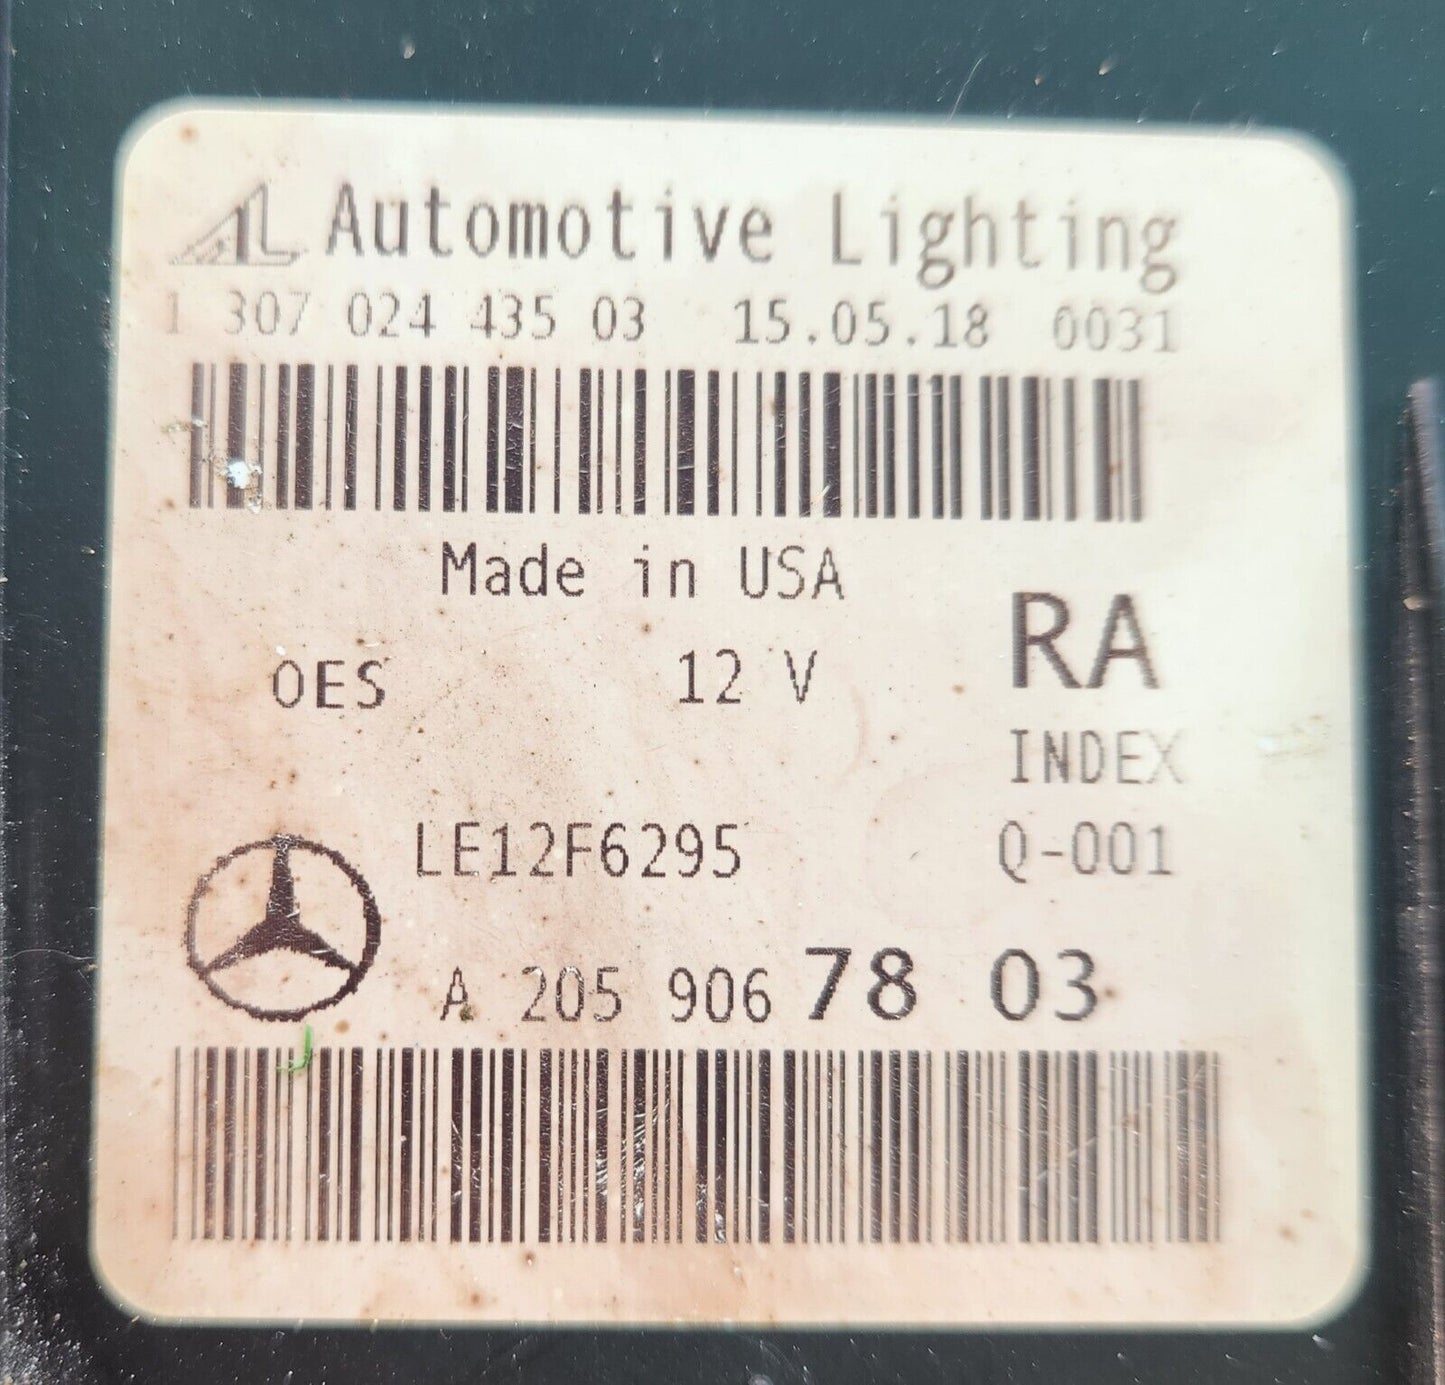 AL Automotive Lighting
1 307 024 435 03 15.05.18 0031
Made in USA
OES 12 V RA
INDEX
LE12F6295 Q-001
A 205 906 78 03